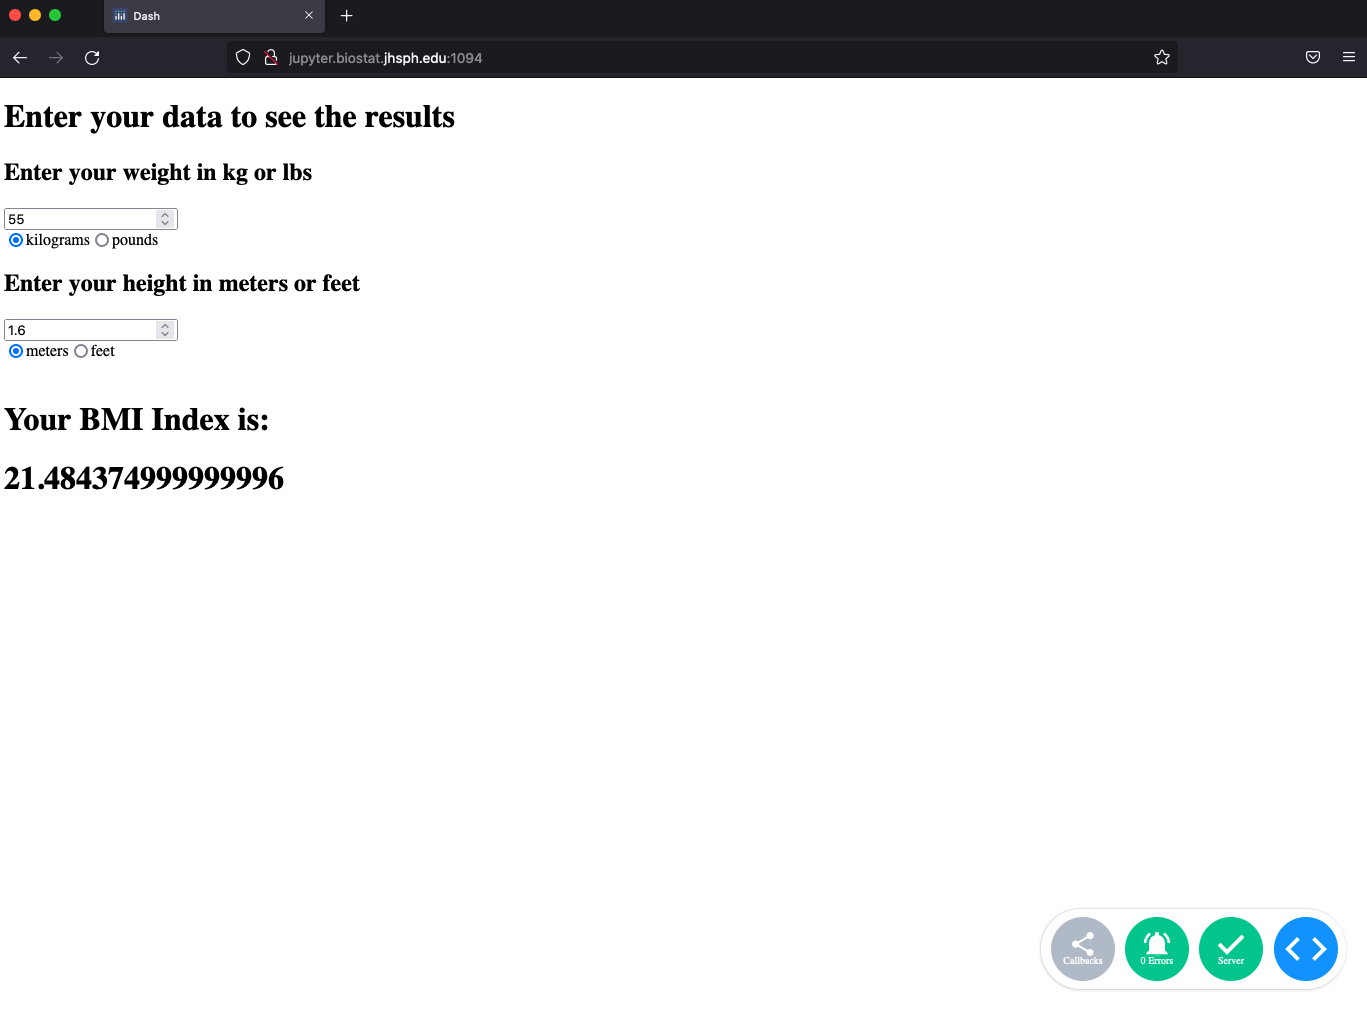 Dash
jupyter.biostat.jhsph.edu:1094
Enter your data to see the results
Enter your weight in kg or lbs
55
kilograms pounds
Enter your height in meters or feet
1.6
meters feet
Your BMI Index is:
21.484374999999996
Callbacks 0 Errors Server